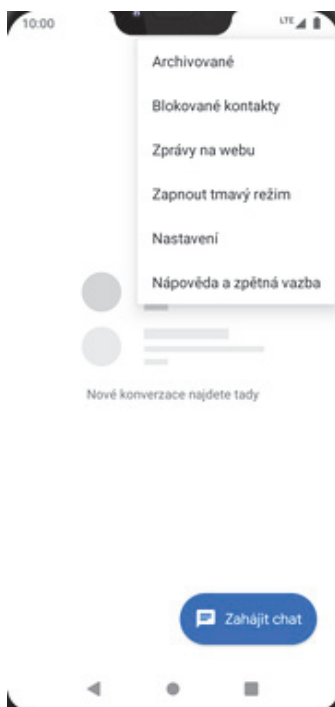 10:00 LTE
Archivované
Blokované kontakty
Zprávy na webu
Zapnout tmavý režim
Nastavení
Nápověda a zpětná vazba
Nové konverzace najdete tady
Zahájit chat